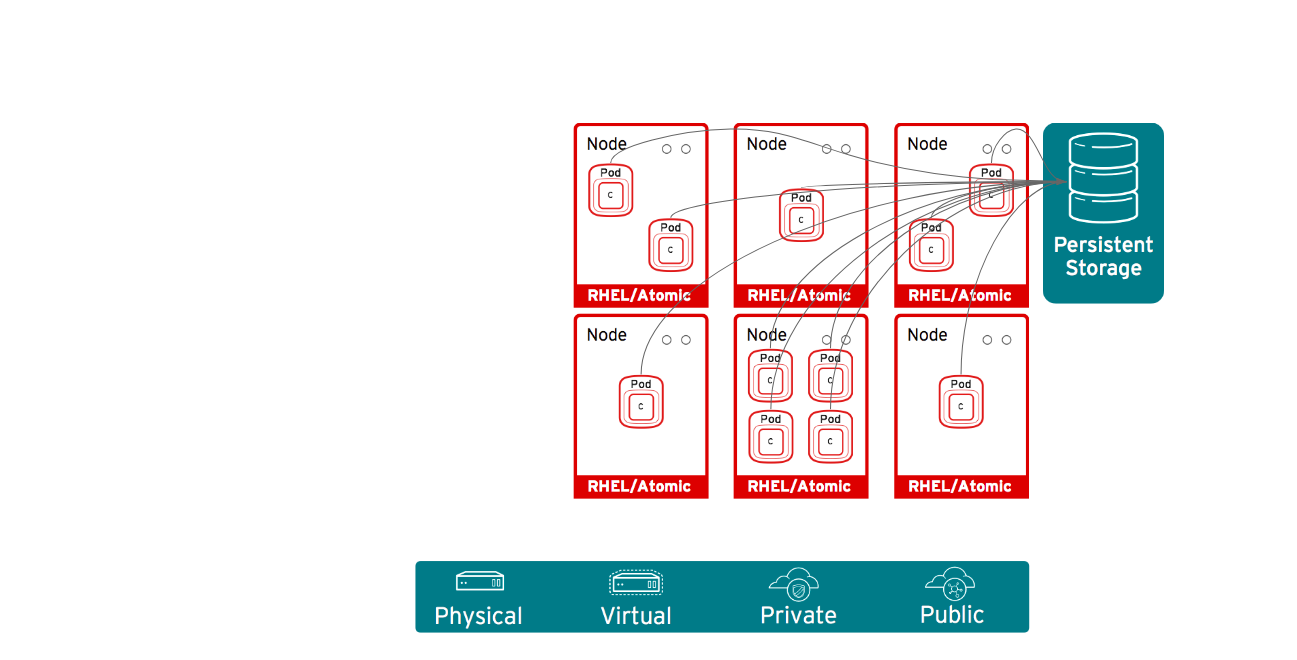 Node
Pod
C
Pod
C
RHEL/Atomic
Node
Pod
C
RHEL/Atomic
Node
Pod
C
Pod
C
RHEL/Atomic
Persistent
Storage
Node
Pod
C
RHEL/Atomic
Node
Pod
C
Pod
C
Pod
C
Pod
C
RHEL/Atomic
Node
Pod
C
RHEL/Atomic
Physical
Virtual
Private
Public